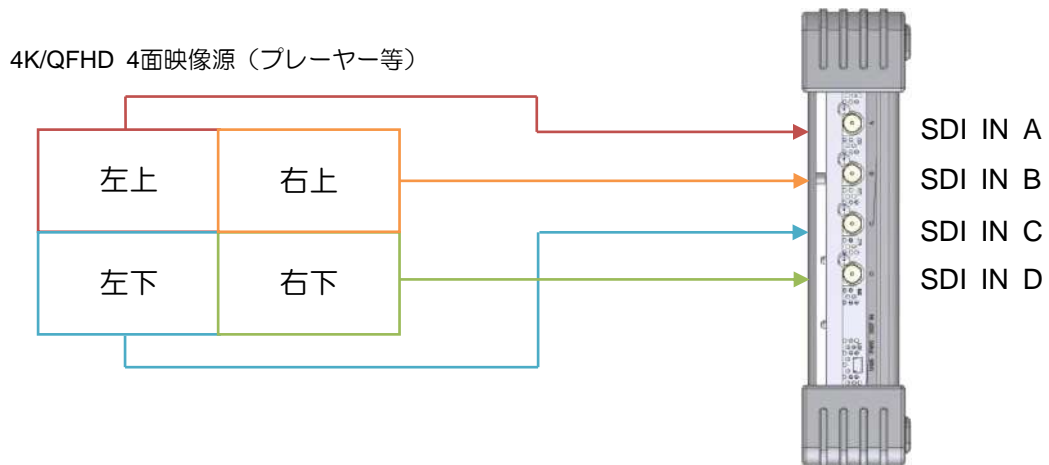 4K/QFHD 4面映像源（プレーヤー等）
左上
右上
左下
右下
SDI IN A
SDI IN B
SDI IN C
SDI IN D